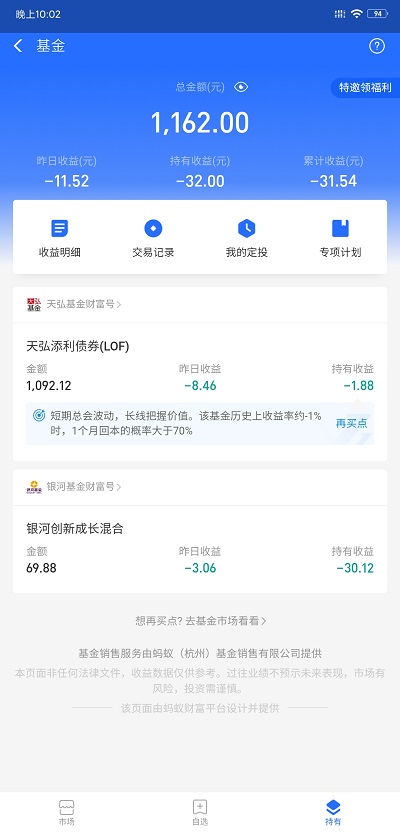 晚上10:02
94
基金
总金额(元)
特邀领福利
1,162.00
昨日收益(元) 持有收益(元) 累计收益(元)
-11.52 -32.00 -31.54
收益明细 交易记录 我的定投 专项计划
天弘基金
天弘基金财富号
天弘添利债券(LOF)
金额 昨日收益 持有收益
1,092.12 -8.46 -1.88
短期总会波动，长线把握价值。该基金历史上收益率约-1%
时，1个月回本的概率大于70%
再买点
银河基金财富号
银河创新成长混合
金额 昨日收益 持有收益
69.88 -3.06 -30.12
想再买点? 去基金市场看看
基金销售服务由蚂蚁（杭州）基金销售有限公司提供
本页面非任何法律文件，收益数据仅供参考。过往业绩不预示未来表现，市场有
风险，投资需谨慎。
该页面由蚂蚁财富平台设计并提供
市场 自选 持有